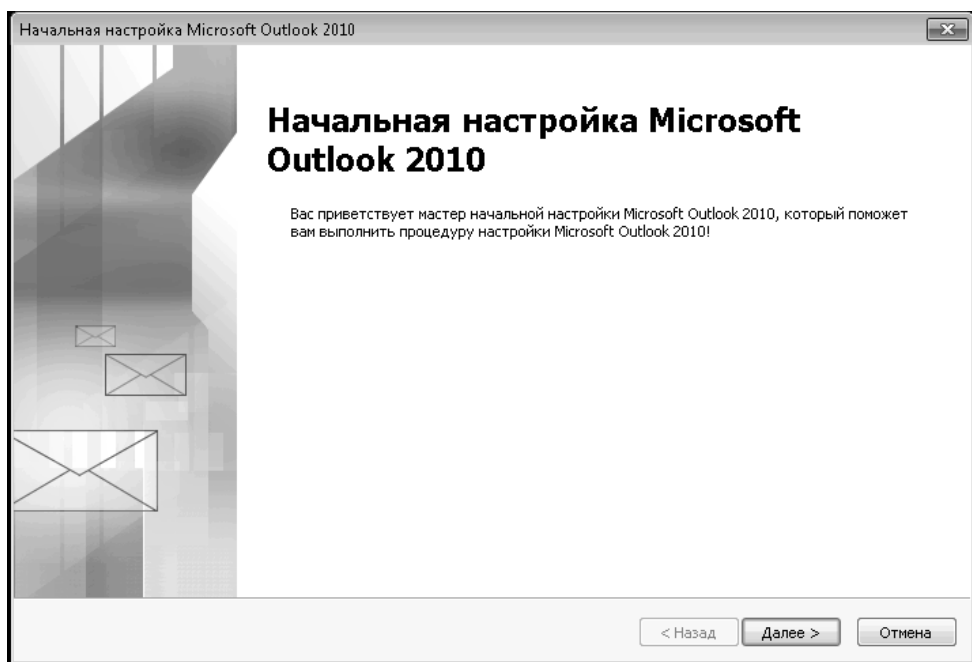 Начальная настройка Microsoft Outlook 2010
Начальная настройка Microsoft
Outlook 2010
Вас приветствует мастер начальной настройки Microsoft Outlook 2010, который поможет
вам выполнить процедуру настройки Microsoft Outlook 2010!
< Назад Далее > Отмена